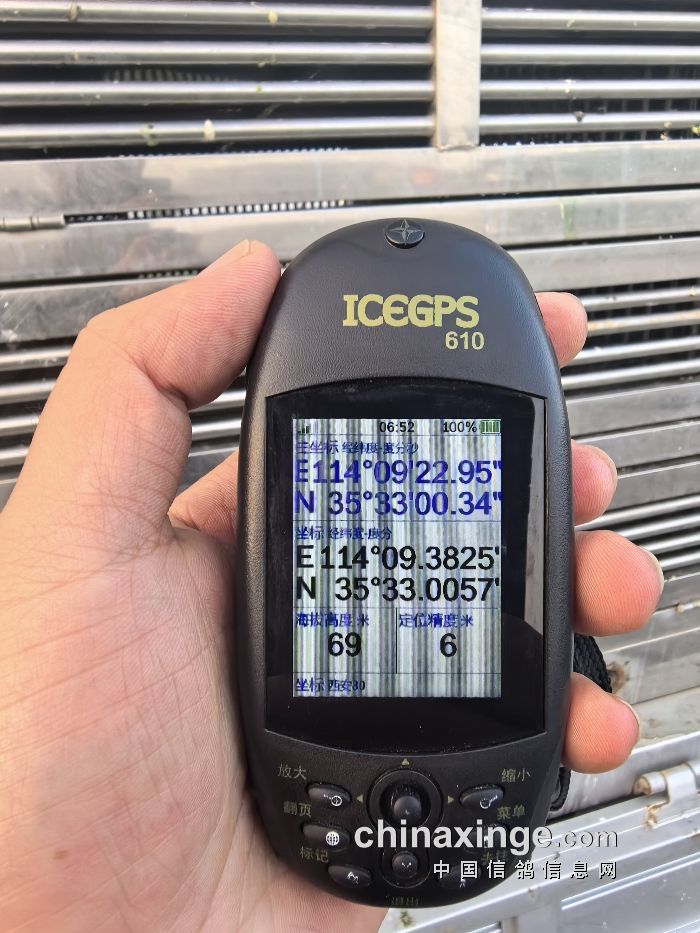 ICEGPS
610
06:52 100%
主坐标 经纬度-度分秒
E114°09'22.95"
N 35°33'00.34"
坐标 经纬度-度分
E114°09.3825'
N 35°33.0057'
海拔高度 米 定位精度 米
69 6
坐标 西安80
放大 缩小
翻页 菜单
标记
退出
chinaxinge.com
中国信鸽信息网